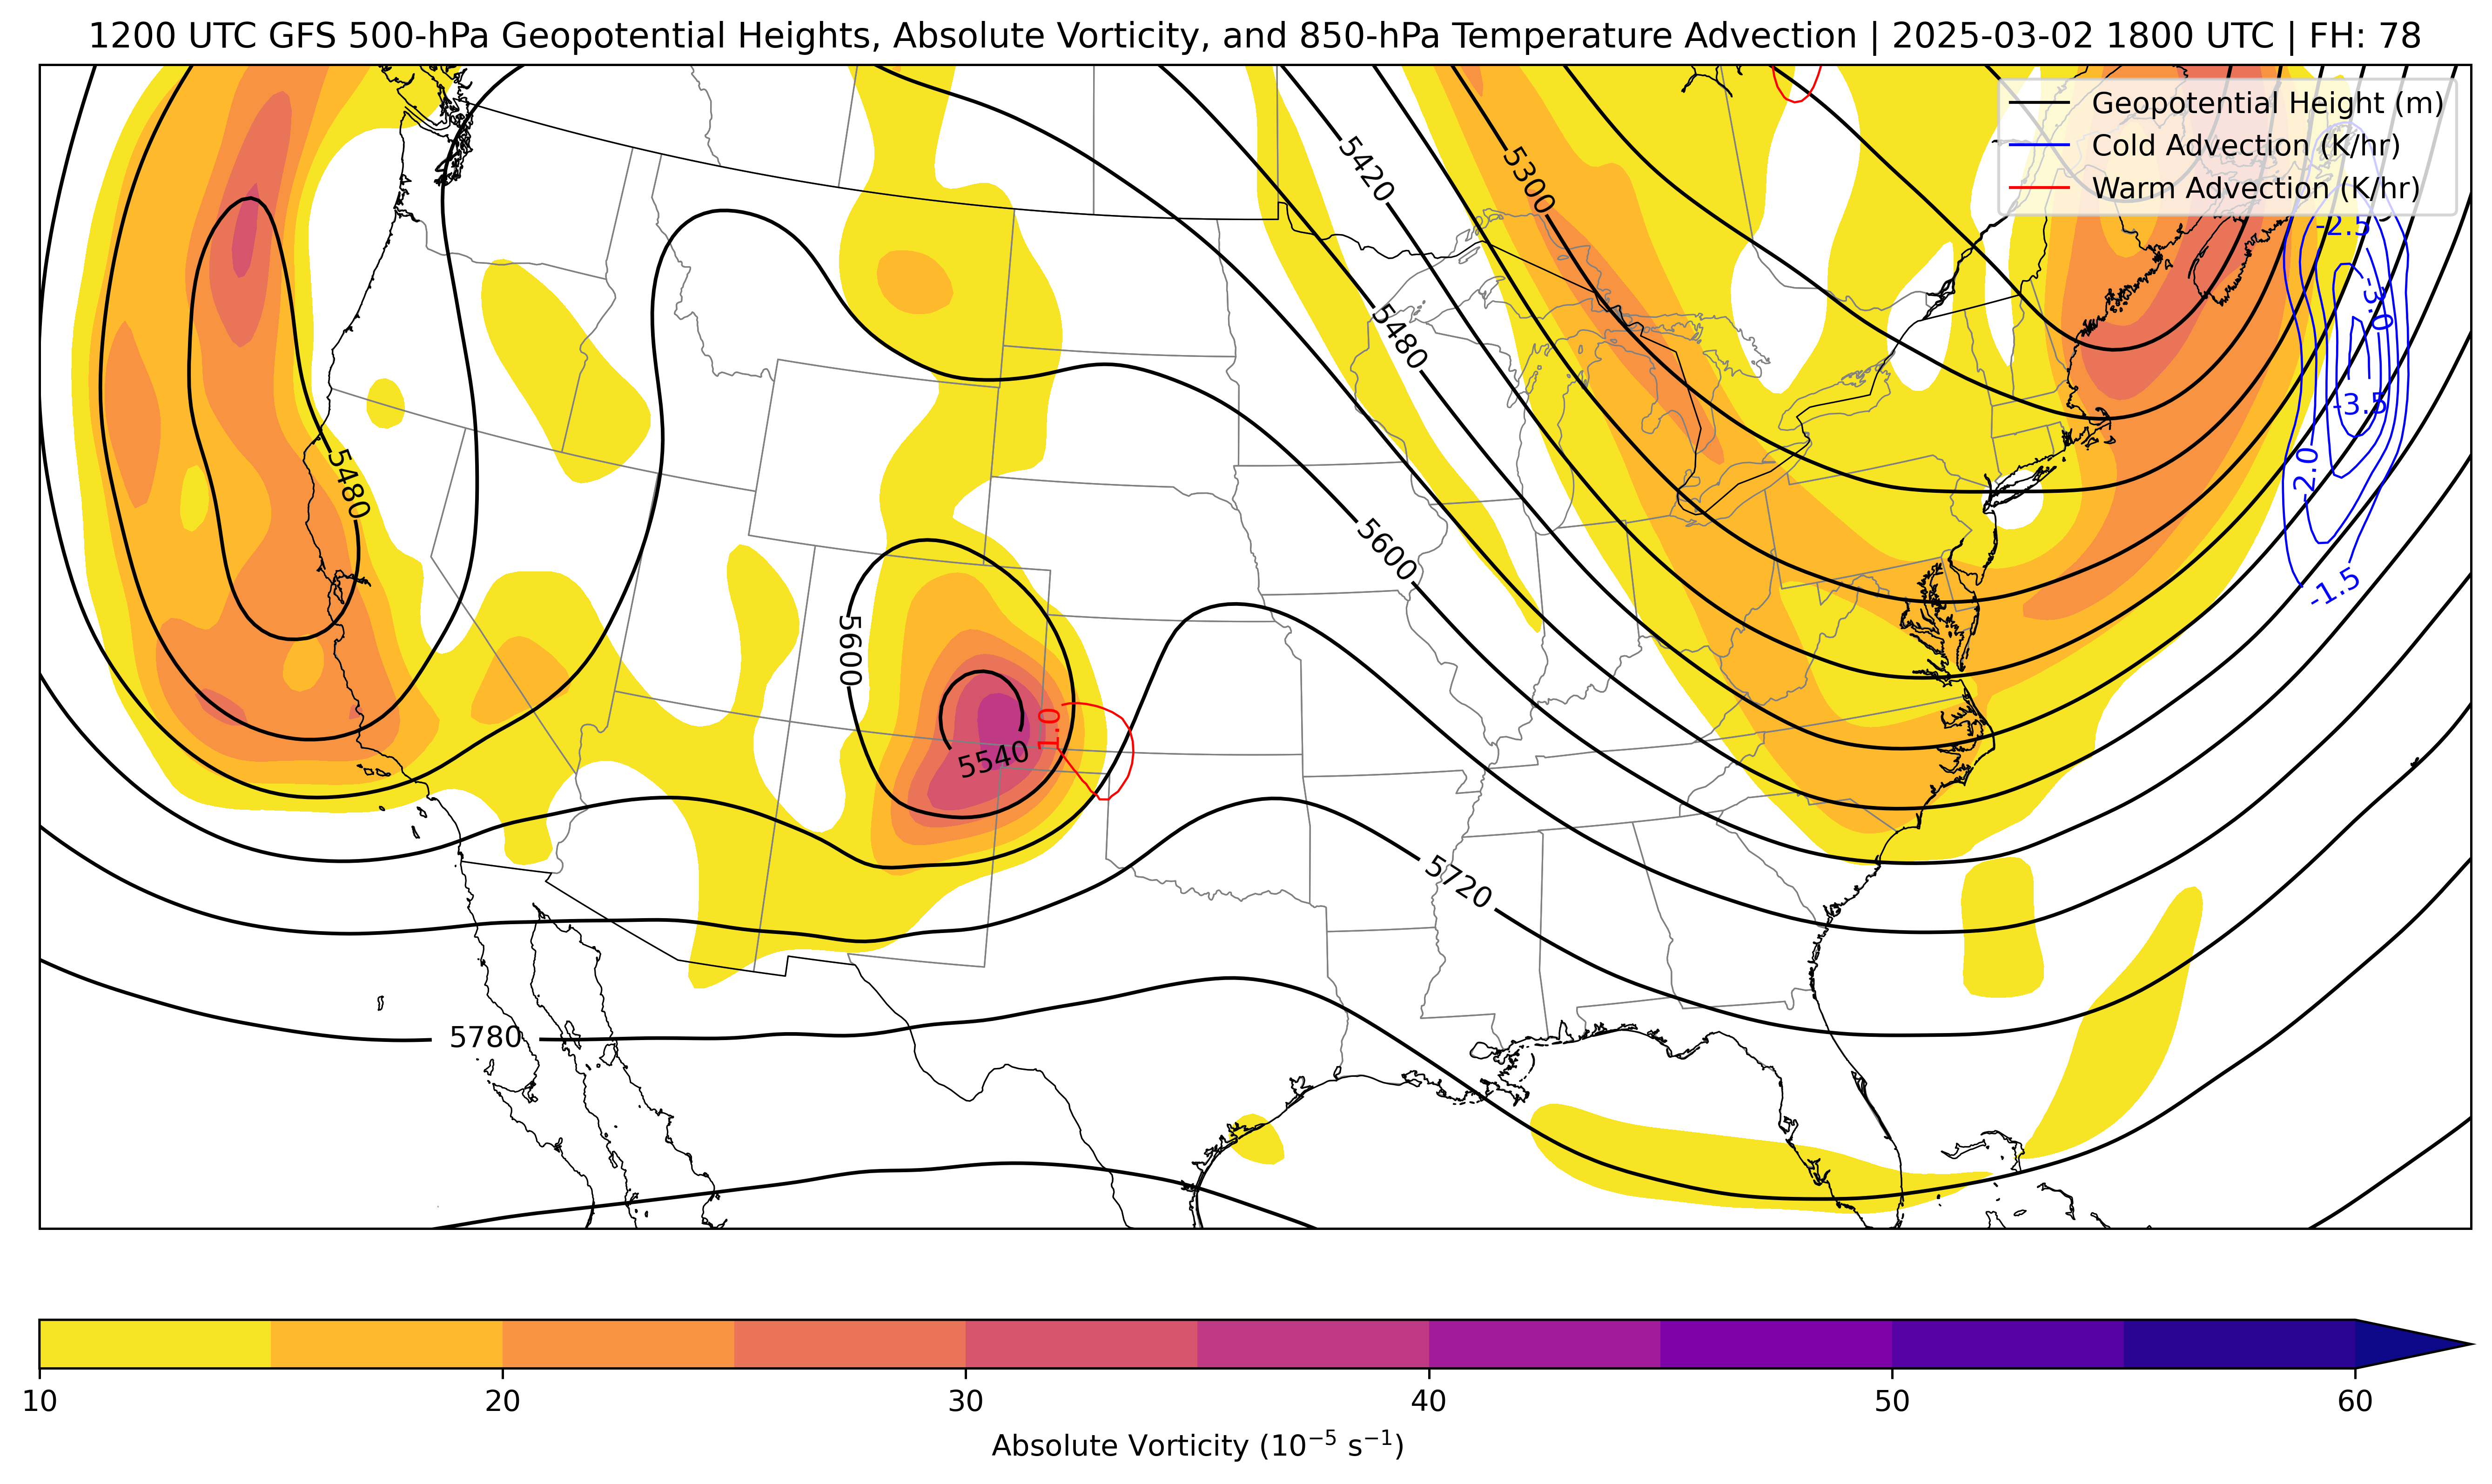 1200 UTC GFS 500-hPa Geopotential Heights, Absolute Vorticity, and 850-hPa Temperature Advection | 2025-03-02 1800 UTC | FH: 78
Geopotential Height (m)
Cold Advection (K/hr)
Warm Advection (K/hr)
5420
5300
-2.5
-3.0
5480
-3.5
5480
-2.0
5600
-1.5
5600
1.0
5540
5720
5780
10 20 30 40 50 60
Absolute Vorticity (10⁻⁵ s⁻¹)